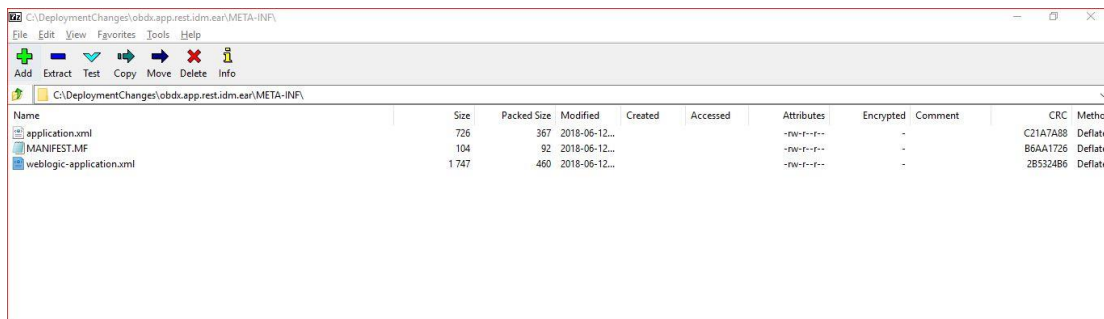 C:\DeploymentChanges\obdx.app.rest.idm.ear\META-INF\
File Edit View Favorites Tools Help
Add Extract Test Copy Move Delete Info
C:\DeploymentChanges\obdx.app.rest.idm.ear\META-INF\
Name Size Packed Size Modified Created Accessed Attributes Encrypted Comment CRC Metho
application.xml 726 367 2018-06-12... -rw-r--r-- - C21A7A88 Deflate
MANIFEST.MF 104 92 2018-06-12... -rw-r--r-- - B6AA1726 Deflate
weblogic-application.xml 1 747 460 2018-06-12... -rw-r--r-- - 2B5324B6 Deflate